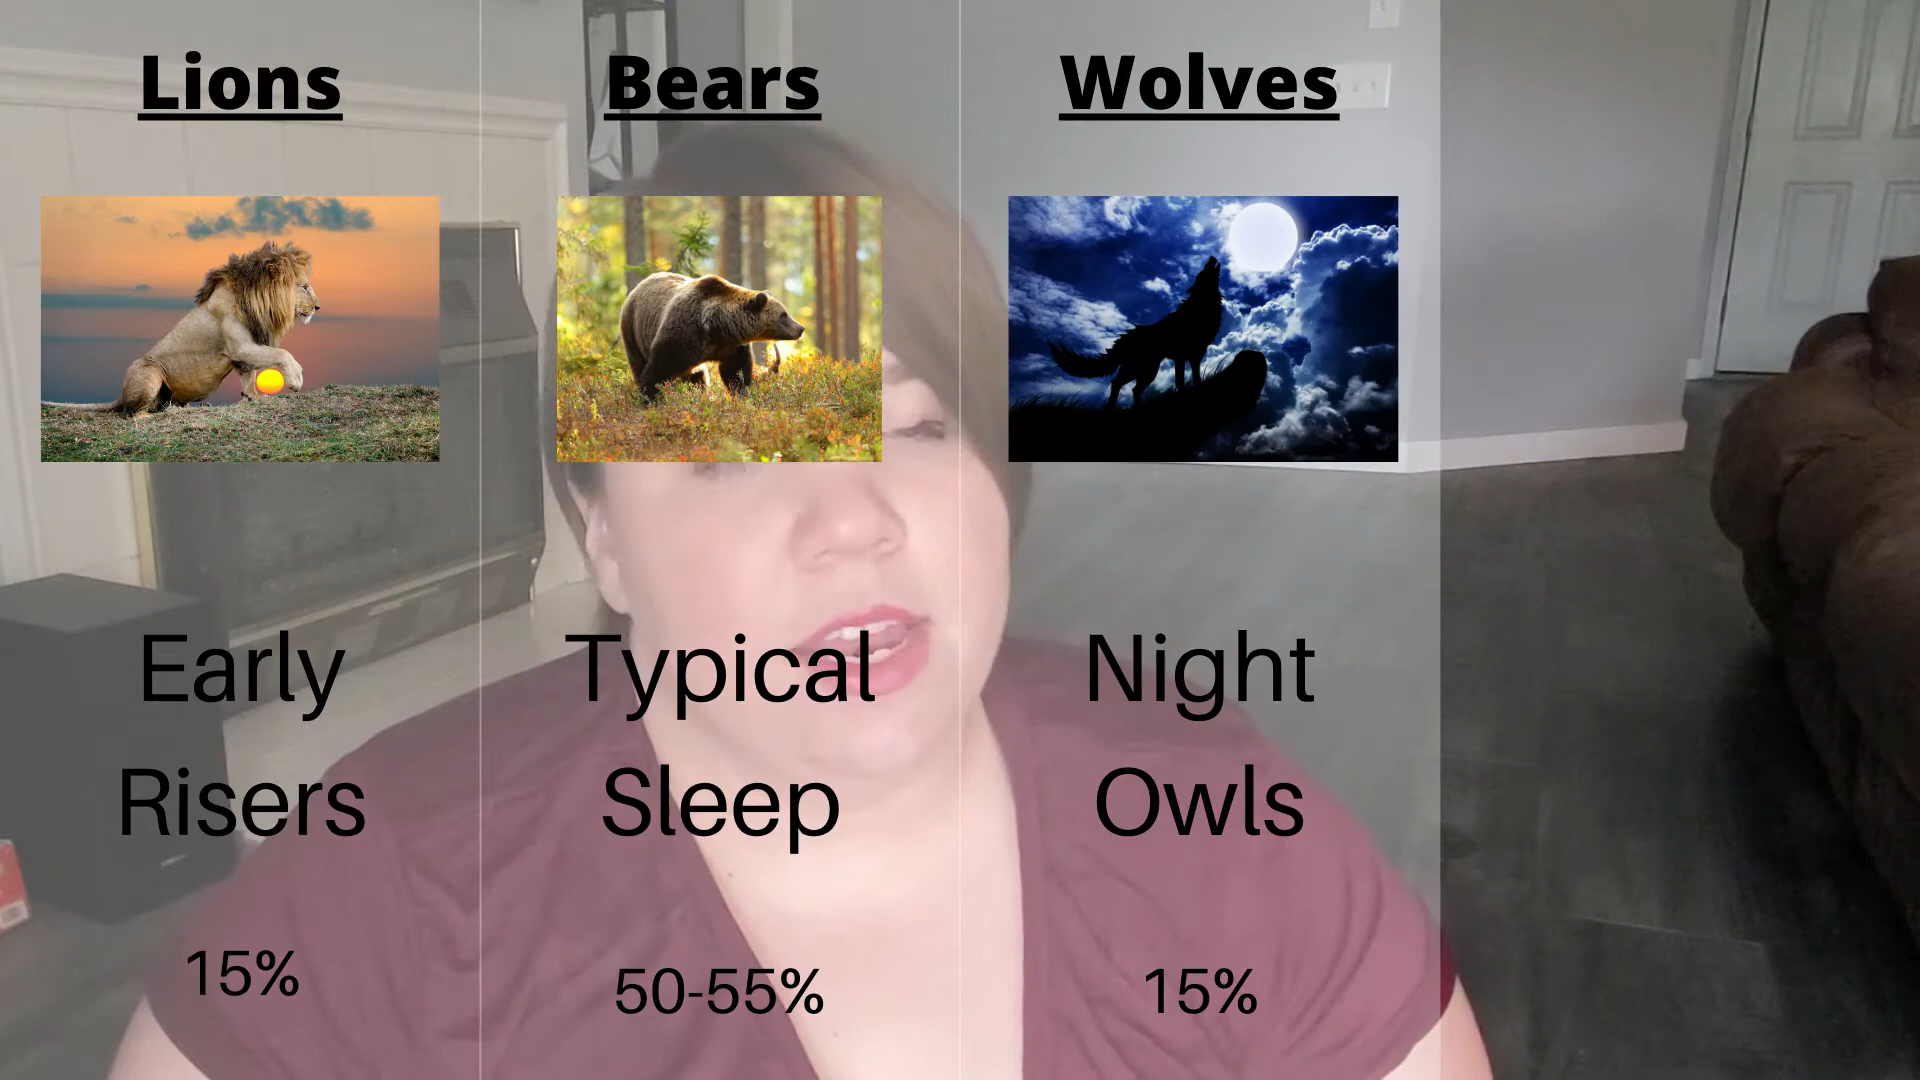 Lions
Bears
Wolves
Early
Risers
Typical
Sleep
Night
Owls
15%
50-55%
15%